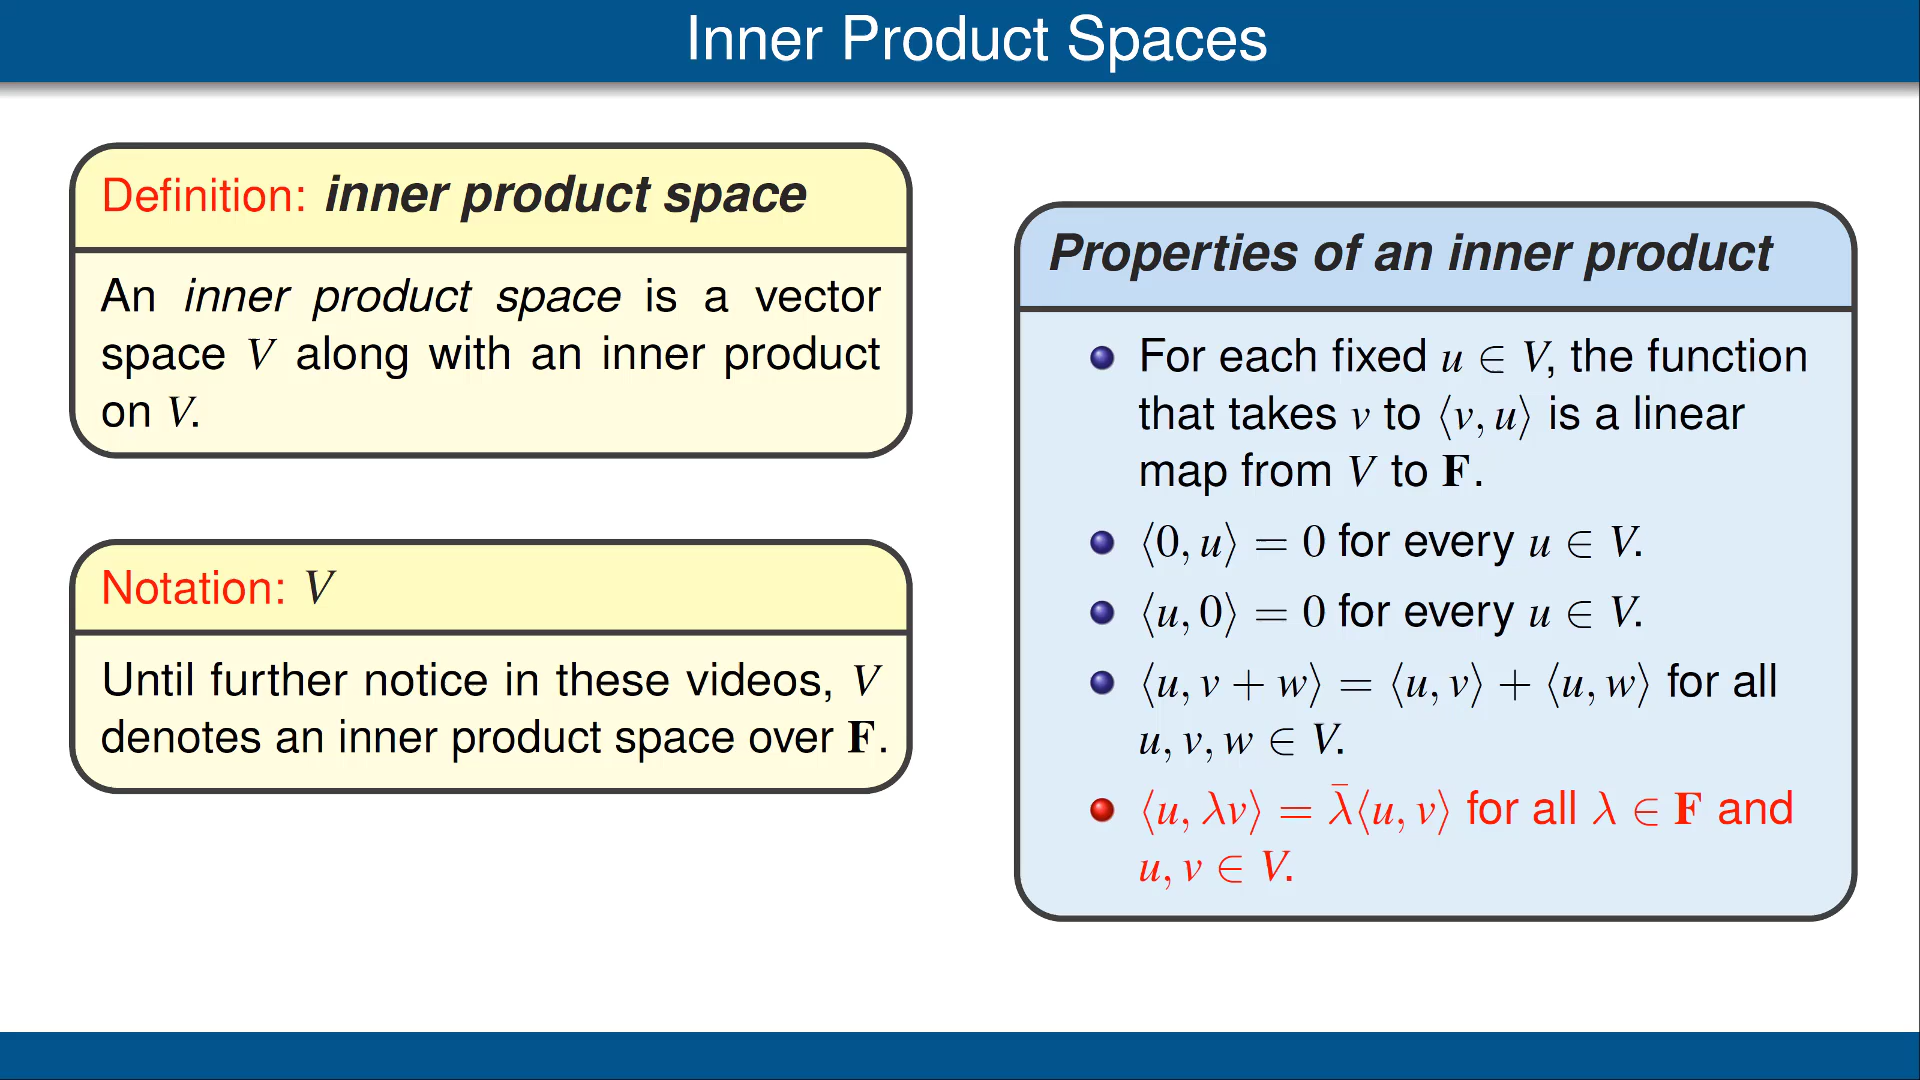 Inner Product Spaces
Definition: inner product space
An inner product space is a vector
space V along with an inner product
on V.
Notation: V
Until further notice in these videos, V
denotes an inner product space over F.
Properties of an inner product
For each fixed u ∈ V, the function
that takes v to ⟨v, u⟩ is a linear
map from V to F.
⟨0, u⟩ = 0 for every u ∈ V.
⟨u, 0⟩ = 0 for every u ∈ V.
⟨u, v + w⟩ = ⟨u, v⟩ + ⟨u, w⟩ for all
u, v, w ∈ V.
⟨u, λv⟩ = λ̄⟨u, v⟩ for all λ ∈ F and
u, v ∈ V.